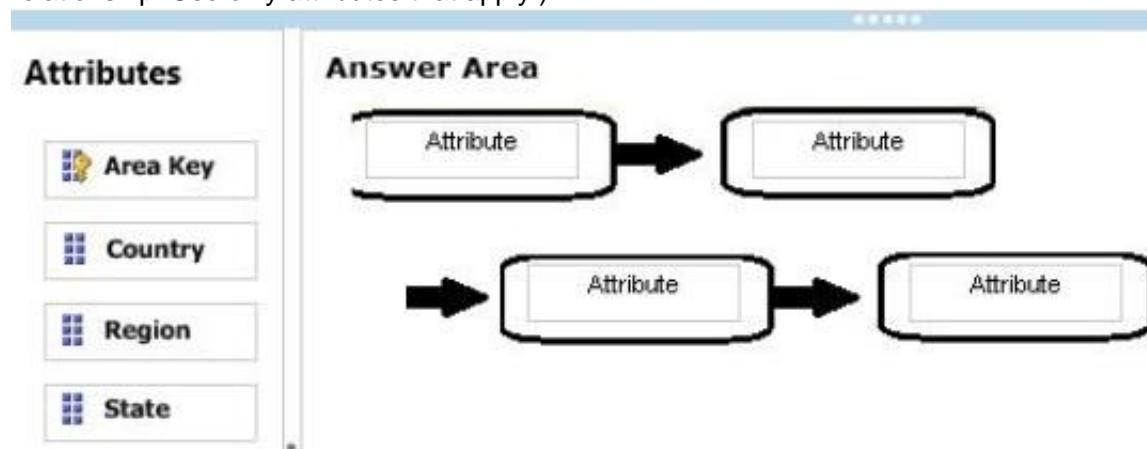 Attributes
Answer Area
Area Key
Country
Region
State
Attribute
Attribute
Attribute
Attribute